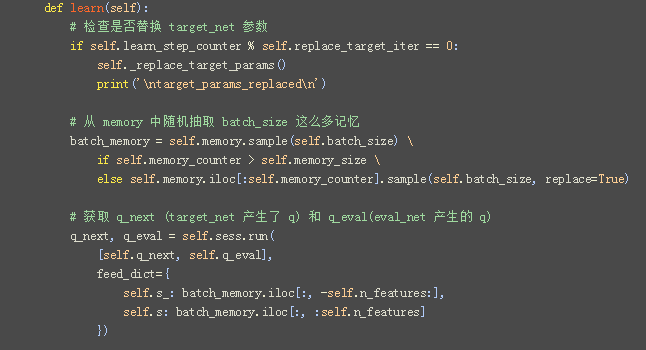 def learn(self):
# 检查是否替换 target_net 参数
if self.learn_step_counter % self.replace_target_iter == 0:
self._replace_target_params()
print('\ntarget_params_replaced\n')
# 从 memory 中随机抽取 batch_size 这么多记忆
batch_memory = self.memory.sample(self.batch_size) \
if self.memory_counter > self.memory_size \
else self.memory.iloc[:self.memory_counter].sample(self.batch_size, replace=True)
# 获取 q_next (target_net 产生了 q) 和 q_eval(eval_net 产生的 q)
q_next, q_eval = self.sess.run(
[self.q_next, self.q_eval],
feed_dict={
self.s_: batch_memory.iloc[:, -self.n_features:],
self.s: batch_memory.iloc[:, :self.n_features]
})